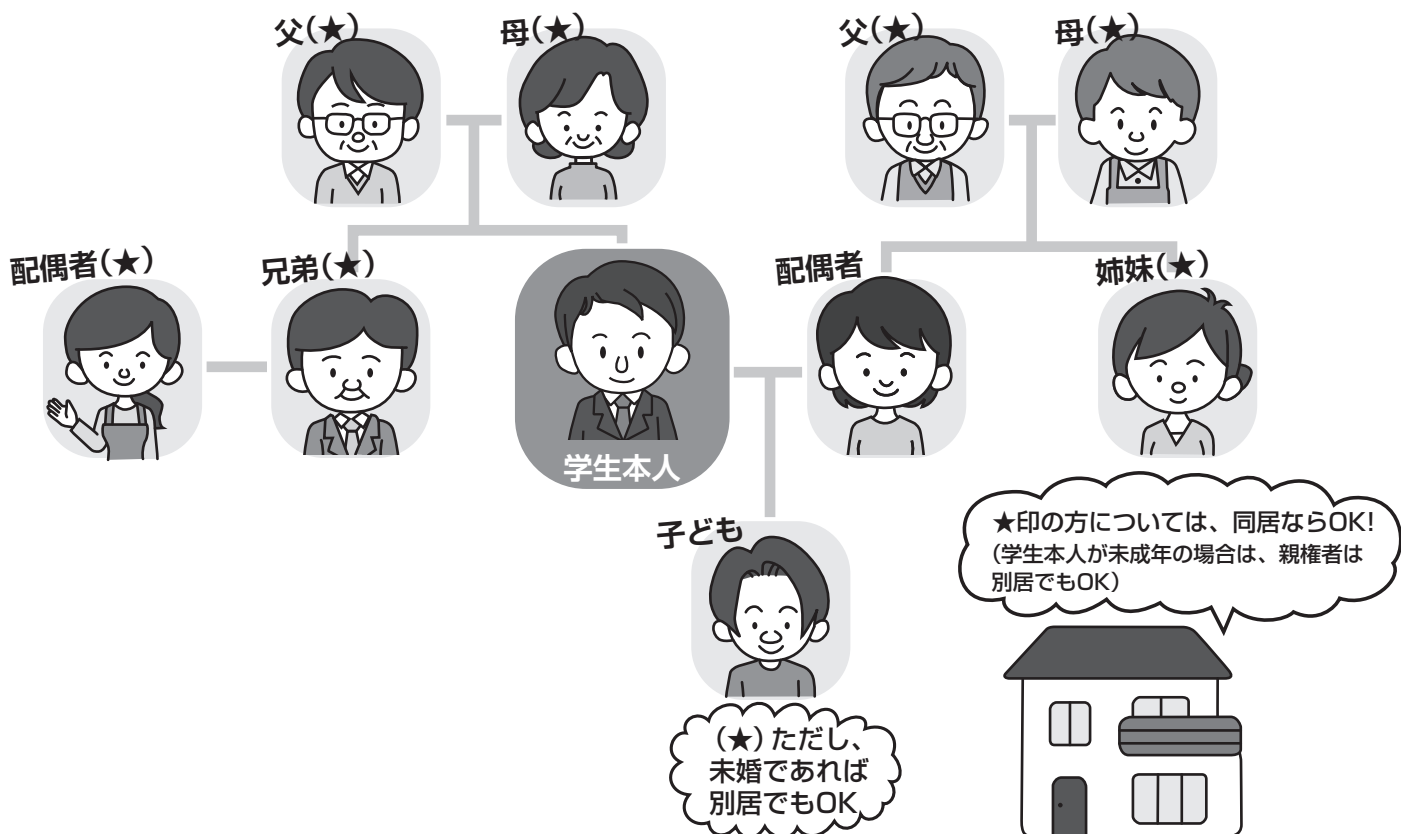 父(★)
母(★)
父(★)
母(★)
配偶者(★)
兄弟(★)
学生本人
配偶者
姉妹(★)
子ども
(★)ただし、
未婚であれば
別居でもOK
★印の方については、同居ならOK!
(学生本人が未成年の場合は、親権者は
別居でもOK)